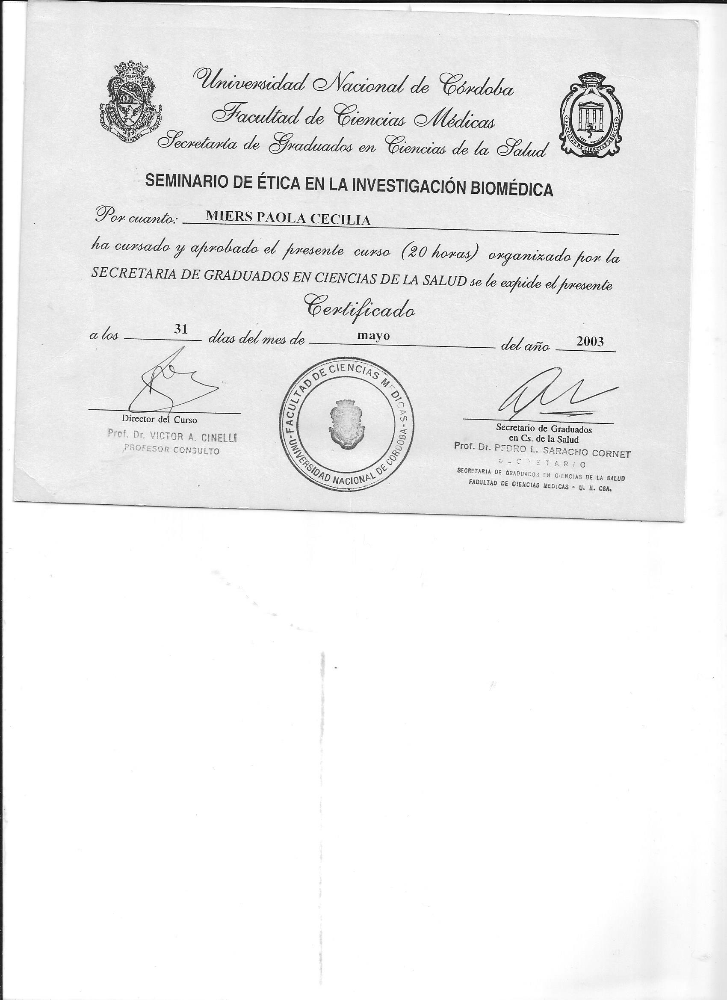 Universidad Nacional de Córdoba
Facultad de Ciencias Médicas
Secretaría de Graduados en Ciencias de la Salud
SEMINARIO DE ÉTICA EN LA INVESTIGACIÓN BIOMÉDICA
Por cuanto: MIERS PAOLA CECILIA
ha cursado y aprobado el presente curso (20 horas) organizado por la
SECRETARIA DE GRADUADOS EN CIENCIAS DE LA SALUD se le expide el presente
Certificado
a los 31 días del mes de mayo del año 2003
Director del Curso
Prof. Dr. VICTOR A. CINELLI
PROFESOR CONSULTO
FACULTAD DE CIENCIAS MEDICAS - UNIVERSIDAD NACIONAL DE CORDOBA -
Secretario de Graduados
en Cs. de la Salud
Prof. Dr. PEDRO L. SARACHO CORNET
SECRETARIO
SECRETARIA DE GRADUADOS EN CIENCIAS DE LA SALUD
FACULTAD DE CIENCIAS MEDICAS - U. N. CBA.
FACULTAD DE CIENCIAS MEDICAS